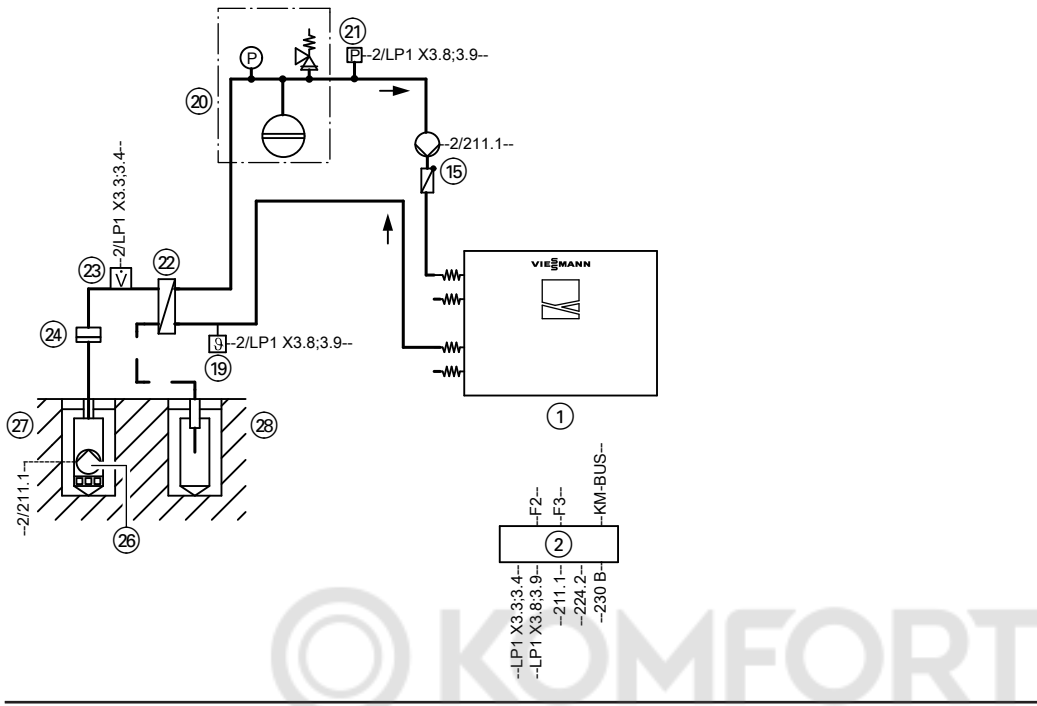 21
P
P
--2/LP1 X3.8;3.9--
20
--2/211.1--
15
--2/LP1 X3.3;3.4--
23
V
22
VIESSMANN
24
ϑ
--2/LP1 X3.8;3.9--
19
1
27
28
--2/211.1--
26
--F2--
--F3--
--KM-BUS--
2
--LP1 X3.3;3.4--
--LP1 X3.8;3.9--
--211.1--
--224.2--
--230 B--
KOMFORT